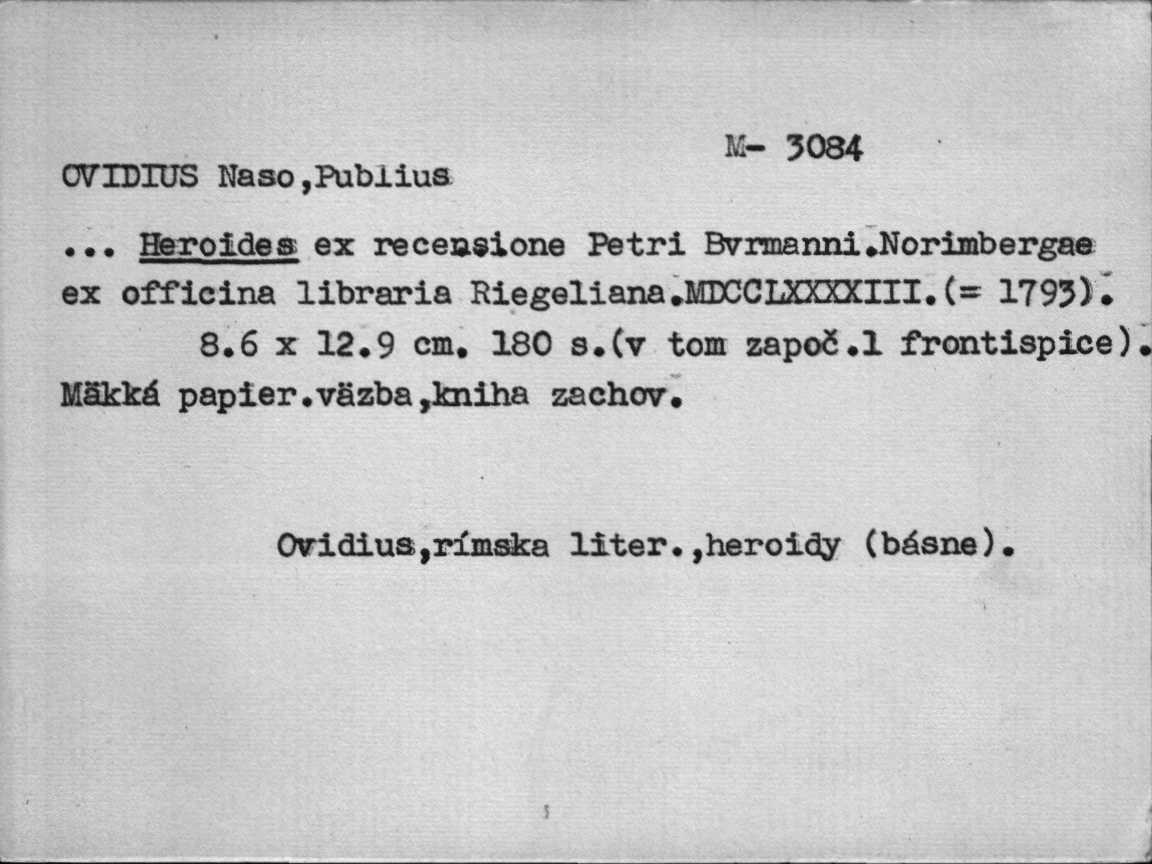 M- 3084
OVIDIUS Naso,Publius
... Heroides ex recensione Petri Bvrmanni.Norimbergae
ex officina libraria Riegeliana.MDCCLXXXXIII.(= 1793).
8.6 x 12.9 cm. 180 s.(v tom započ.1 frontispice).
Mäkká papier.väzba,kniha zachov.
Ovidius,rímska liter.,heroidy (básne).